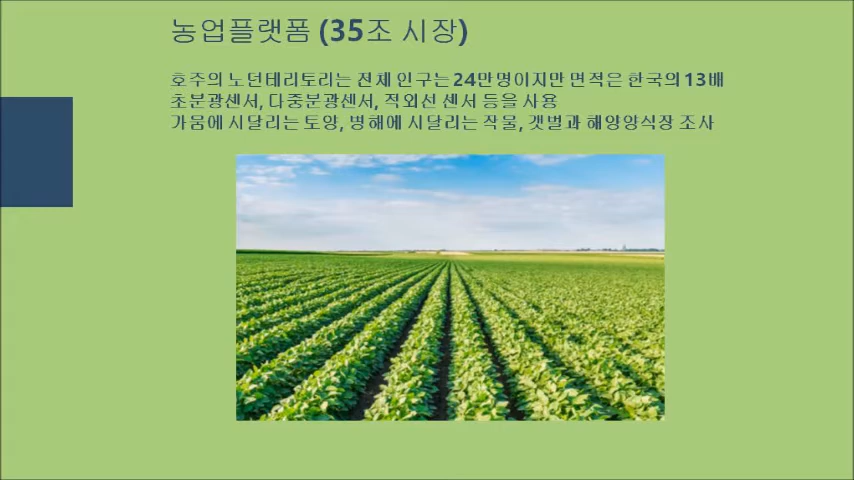 농업플랫폼 (35조 시장)
호주의 노던테리토리는 전체 인구는 24만명이지만 면적은 한국의 13배
초분광센서, 다중분광센서, 적외선 센서 등을 사용
가뭄에 시달리는 토양, 병해에 시달리는 작물, 갯벌과 해양양식장 조사